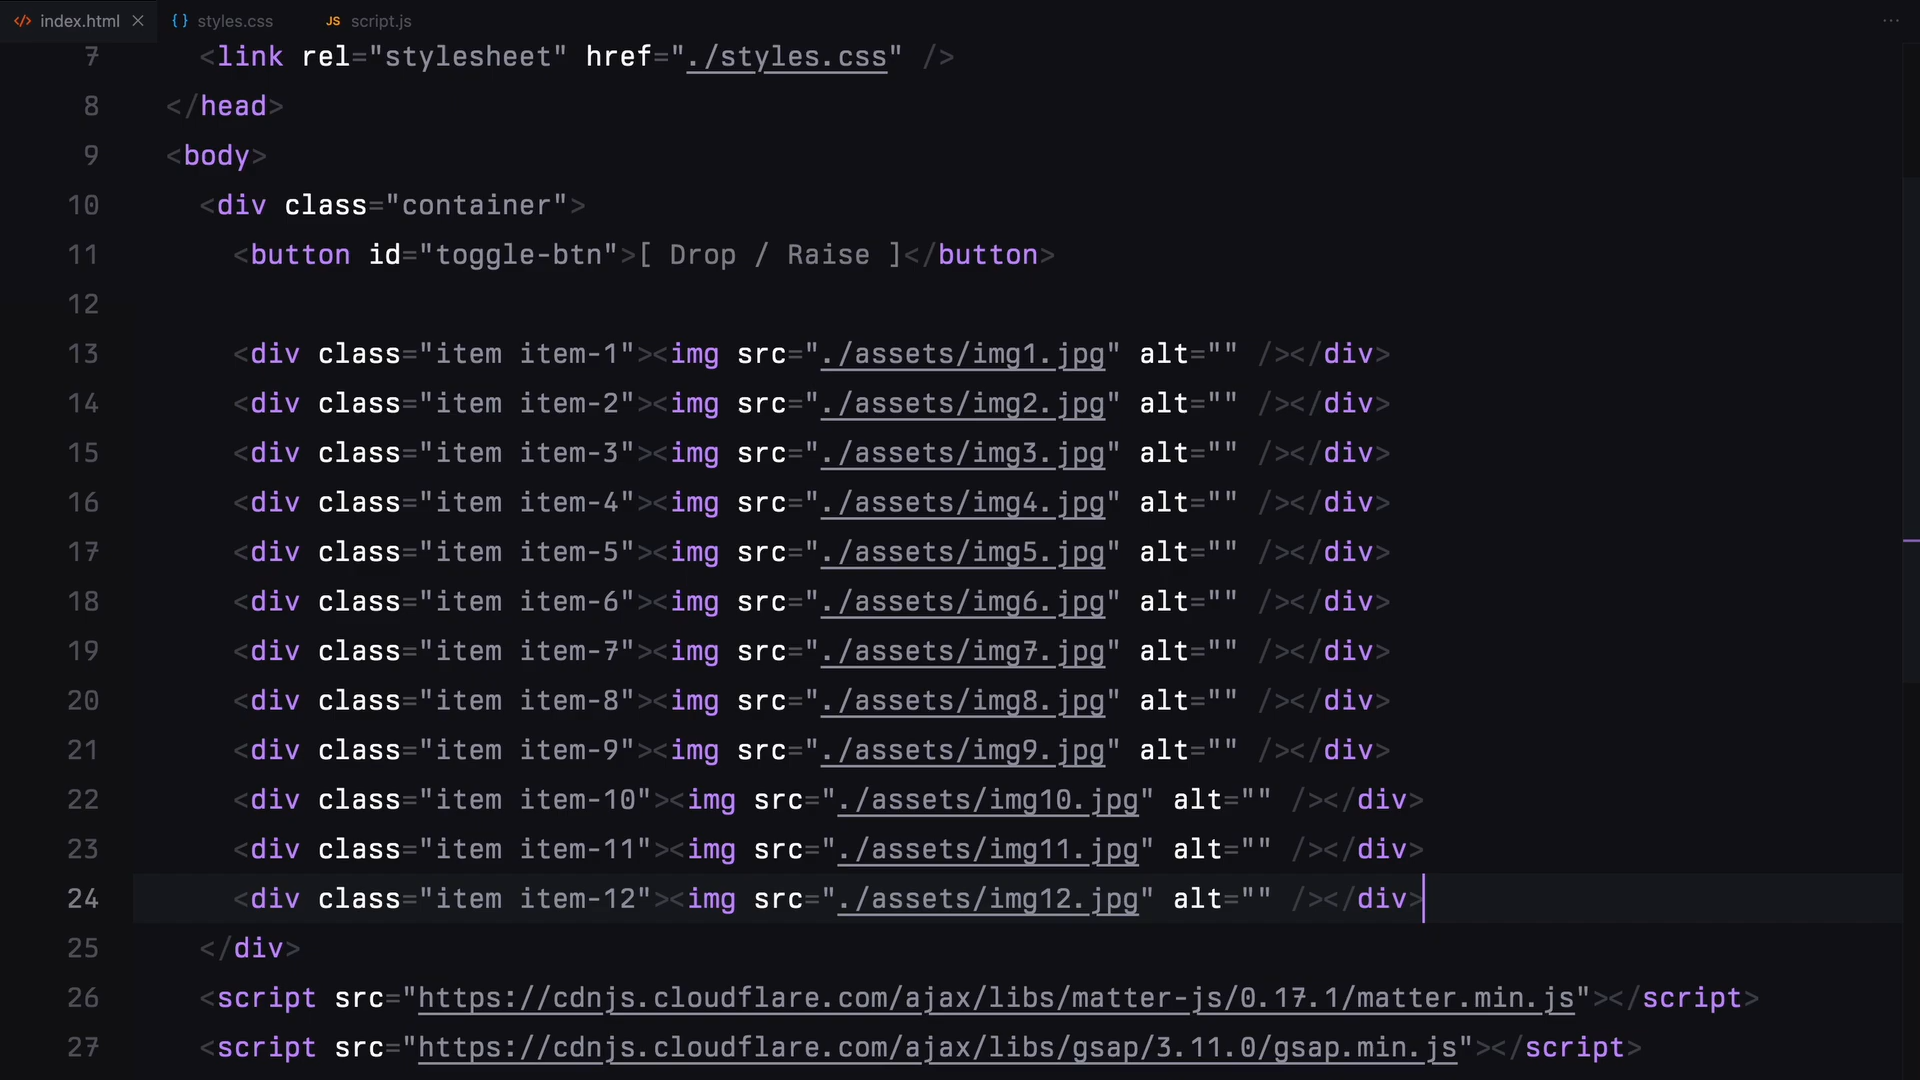 </> index.html × {} styles.css JS script.js ...
7 <link rel="stylesheet" href="./styles.css" />
8 </head>
9 <body>
10 <div class="container">
11 <button id="toggle-btn">[ Drop / Raise ]</button>
12
13 <div class="item item-1"><img src="./assets/img1.jpg" alt="" /></div>
14 <div class="item item-2"><img src="./assets/img2.jpg" alt="" /></div>
15 <div class="item item-3"><img src="./assets/img3.jpg" alt="" /></div>
16 <div class="item item-4"><img src="./assets/img4.jpg" alt="" /></div>
17 <div class="item item-5"><img src="./assets/img5.jpg" alt="" /></div>
18 <div class="item item-6"><img src="./assets/img6.jpg" alt="" /></div>
19 <div class="item item-7"><img src="./assets/img7.jpg" alt="" /></div>
20 <div class="item item-8"><img src="./assets/img8.jpg" alt="" /></div>
21 <div class="item item-9"><img src="./assets/img9.jpg" alt="" /></div>
22 <div class="item item-10"><img src="./assets/img10.jpg" alt="" /></div>
23 <div class="item item-11"><img src="./assets/img11.jpg" alt="" /></div>
24 <div class="item item-12"><img src="./assets/img12.jpg" alt="" /></div>
25 </div>
26 <script src="https://cdnjs.cloudflare.com/ajax/libs/matter-js/0.17.1/matter.min.js"></script>
27 <script src="https://cdnjs.cloudflare.com/ajax/libs/gsap/3.11.0/gsap.min.js"></script>